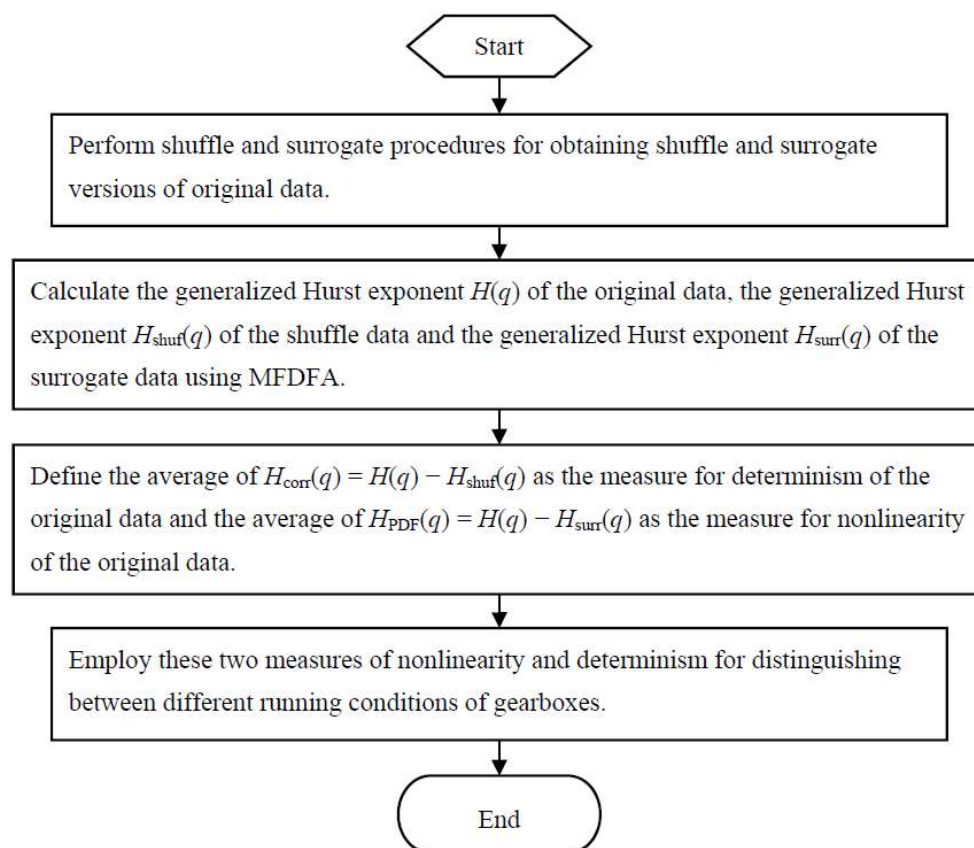 Start
Perform shuffle and surrogate procedures for obtaining shuffle and surrogate
versions of original data.
Calculate the generalized Hurst exponent H(q) of the original data, the generalized Hurst
exponent Hshuf(q) of the shuffle data and the generalized Hurst exponent Hsurr(q) of the
surrogate data using MFDFA.
Define the average of Hcorr(q) = H(q) − Hshuf(q) as the measure for determinism of the
original data and the average of HPDF(q) = H(q) − Hsurr(q) as the measure for nonlinearity
of the original data.
Employ these two measures of nonlinearity and determinism for distinguishing
between different running conditions of gearboxes.
End